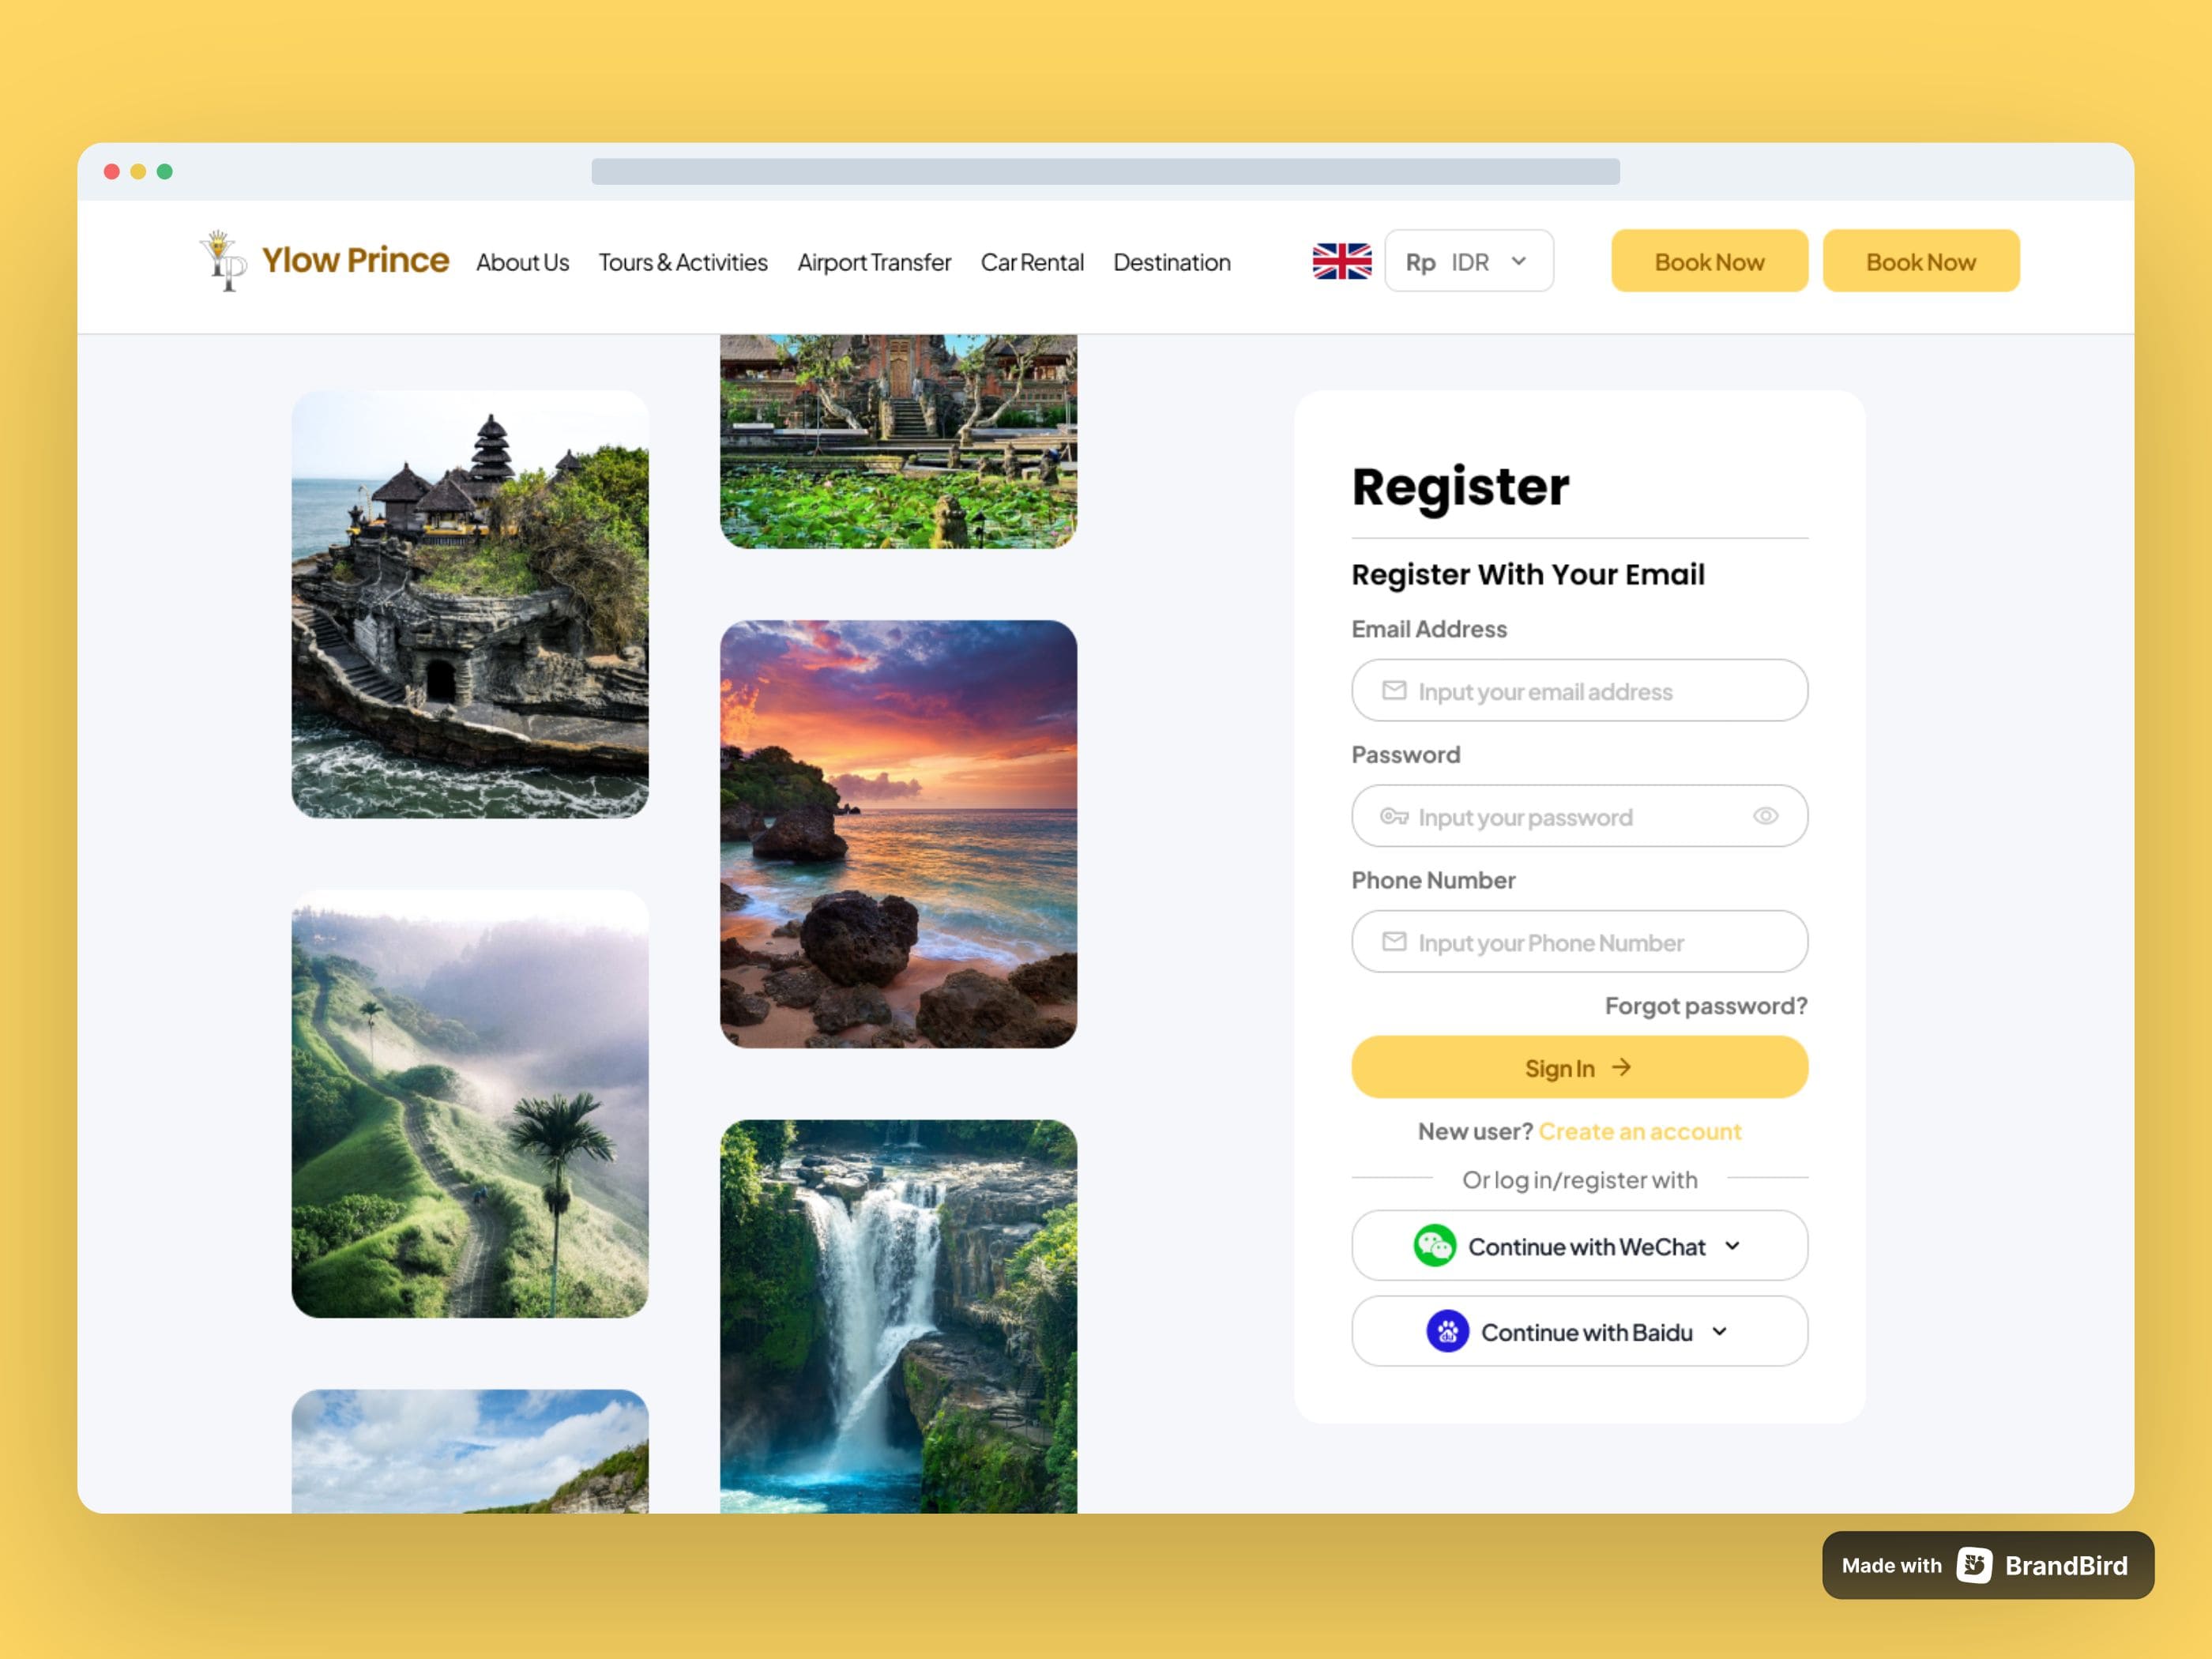 Ylow Prince
About Us
Tours & Activities
Airport Transfer
Car Rental
Destination
Rp IDR
Book Now
Book Now
Register
Register With Your Email
Email Address
Input your email address
Password
Input your password
Phone Number
Input your Phone Number
Forgot password?
Sign In →
New user? Create an account
Or log in/register with
Continue with WeChat
du
Continue with Baidu
Made with BrandBird